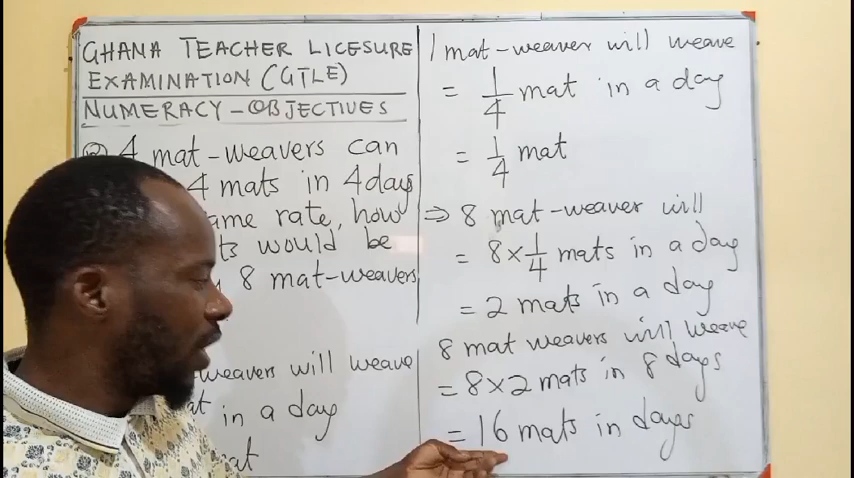 GHANA TEACHER LICESURE
EXAMINATION (GTLE)
NUMERACY-OBJECTIVES
Q 4 mat-weavers can
4 mats in 4 days
ame rate, how
ts would be
8 mat-weavers
weavers will weave
at in a day
at
1 mat-weaver will weave
= 1/4 mat in a day
= 1/4 mat
⇒ 8 mat-weaver will
= 8×1/4 mats in a day
= 2 mats in a day
8 mat weavers will weave
= 8×2 mats in 8 days
= 16 mats in days